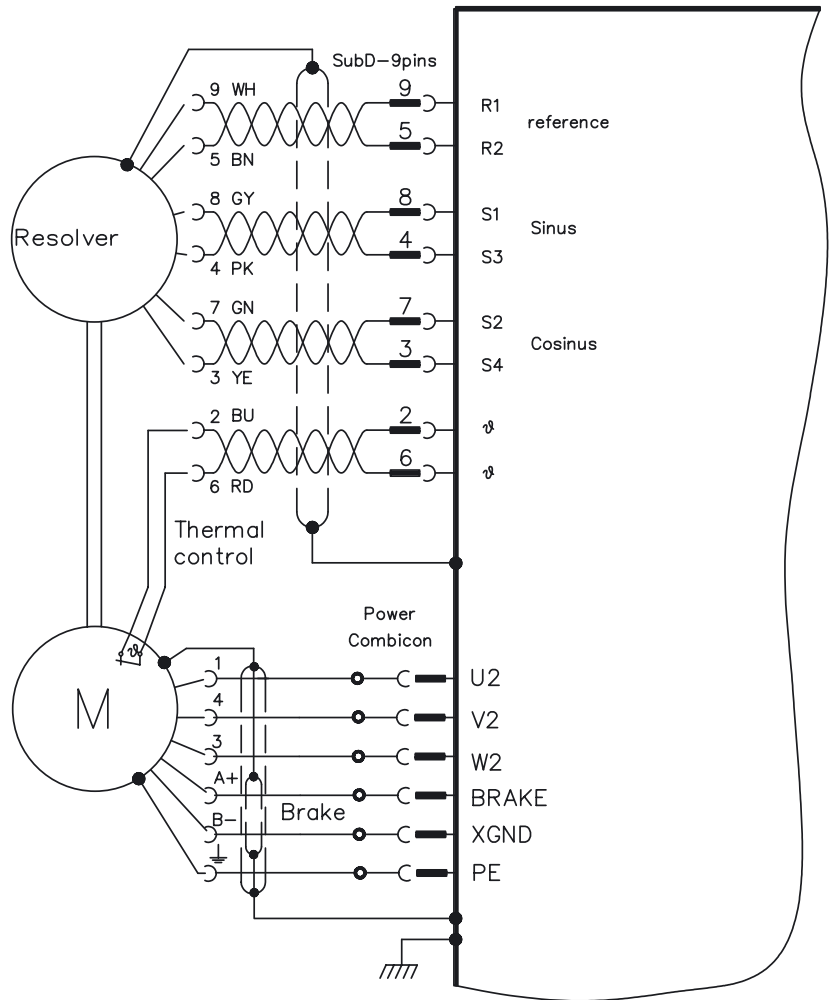 SubD-9pins
9 WH 9 R1
reference
5 BN 5 R2
8 GY 8 S1
Resolver
Sinus
4 PK 4 S3
7 GN 7 S2
Cosinus
3 YE 3 S4
2 BU 2 ϑ
6 RD 6 ϑ
Thermal
control
Power
Combicon
ϑ
1 U2
M
4 V2
3 W2
A+ BRAKE
Brake
B- XGND
PE